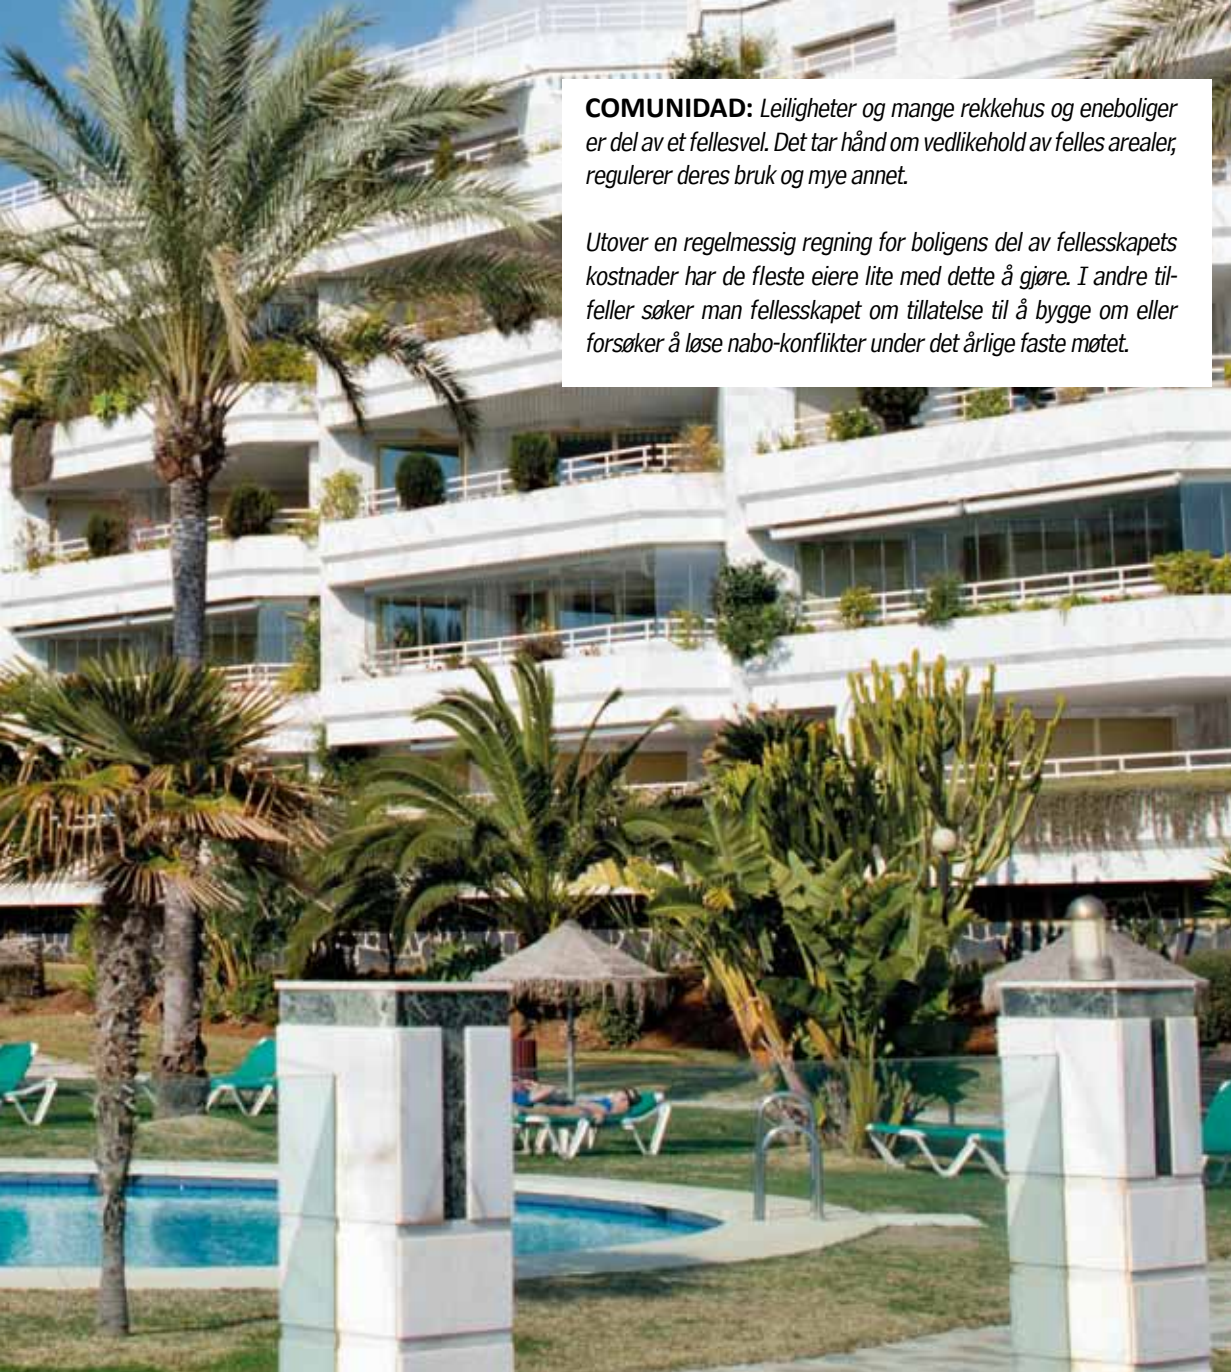 COMUNIDAD: Leiligheter og mange rekkehus og eneboliger
er del av et fellesvel. Det tar hånd om vedlikehold av felles arealer,
regulerer deres bruk og mye annet.
Utover en regelmessig regning for boligens del av fellesskapets
kostnader har de fleste eiere lite med dette å gjøre. I andre til-
feller søker man fellesskapet om tillatelse til å bygge om eller
forsøker å løse nabo-konflikter under det årlige faste møtet.